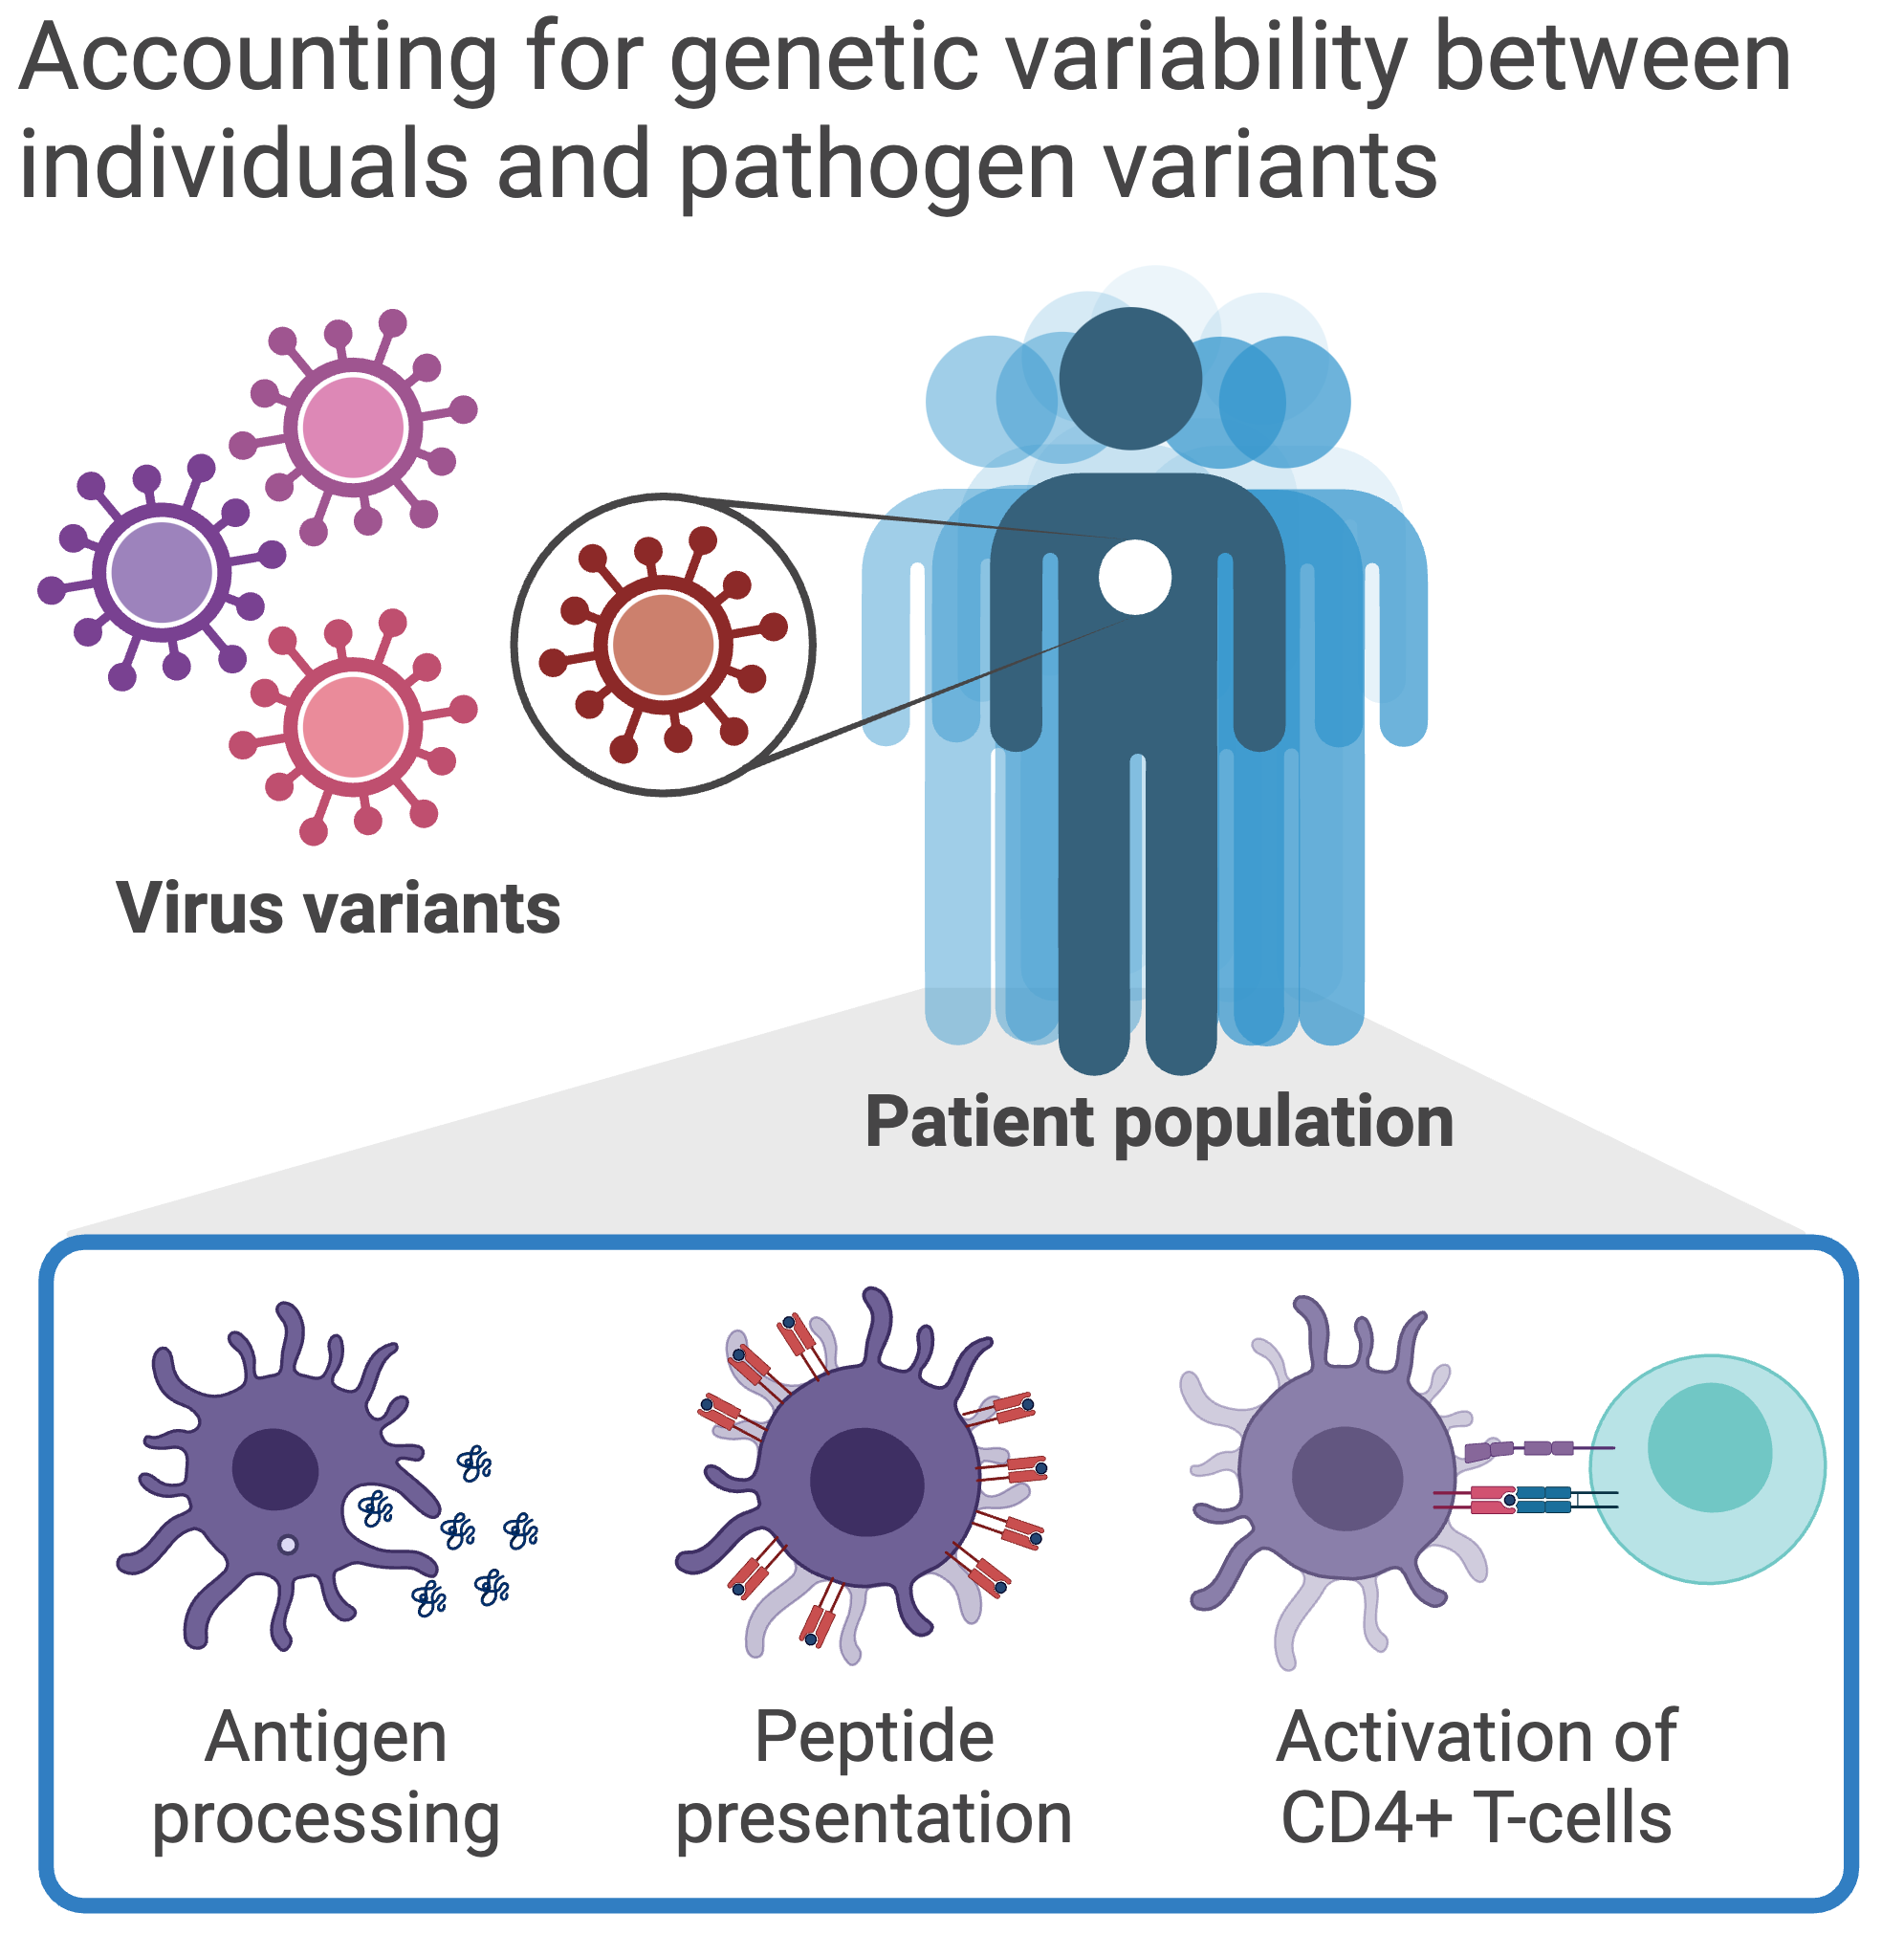 Accounting for genetic variability between
individuals and pathogen variants
Virus variants
Patient population
Antigen
processing
Peptide
presentation
Activation of
CD4+ T-cells